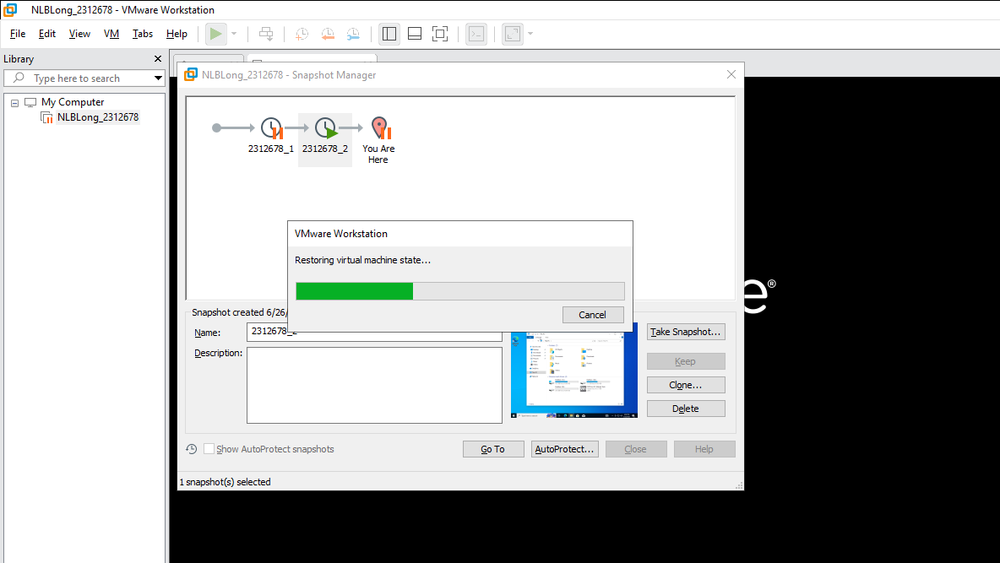 NLBLong_2312678 - VMware Workstation
File Edit View VM Tabs Help
Library
Type here to search
My Computer
NLBLong_2312678
NLBLong_2312678 - Snapshot Manager
2312678_1
2312678_2
You Are
Here
VMware Workstation
Restoring virtual machine state...
Cancel
e®
Snapshot created 6/26/
Name:
2312678_2
Description:
Take Snapshot...
Keep
Clone...
Delete
Show AutoProtect snapshots
Go To
AutoProtect...
Close
Help
1 snapshot(s) selected